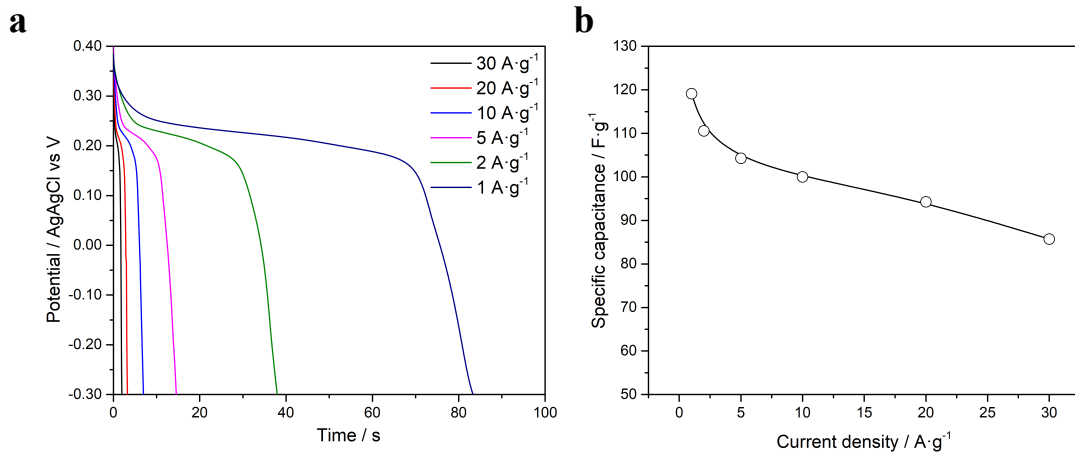 a
0.40
0.30
0.20
0.10
0.00
-0.10
-0.20
-0.30
Potential / AgAgCl vs V
0 20 40 60 80 100
Time / s
30 A·g⁻¹
20 A·g⁻¹
10 A·g⁻¹
5 A·g⁻¹
2 A·g⁻¹
1 A·g⁻¹
b
130
120
110
100
90
80
70
60
50
Specific capacitance / F·g⁻¹
0 5 10 15 20 25 30
Current density / A·g⁻¹